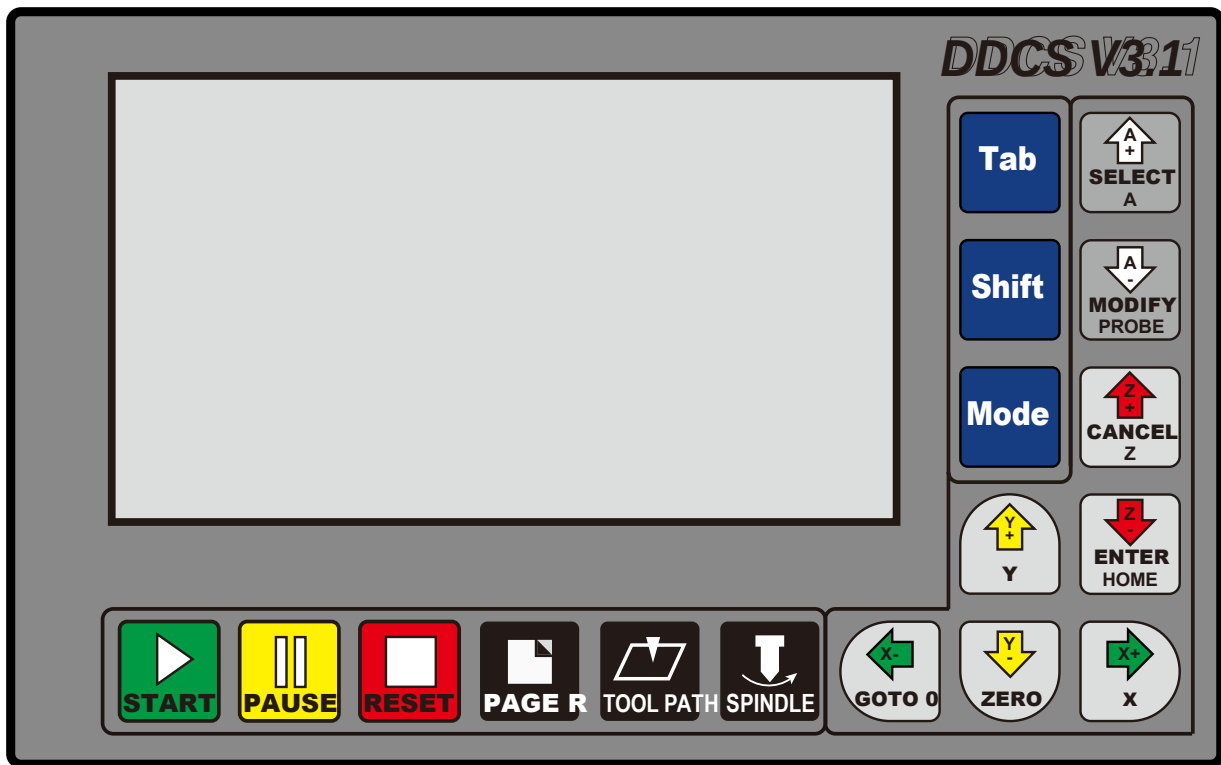 DDCS V3.1
Tab
A
+
SELECT
A
Shift
A
-
MODIFY
PROBE
Mode
Z
+
CANCEL
Z
Y
+
Y
Z
-
ENTER
HOME
START
PAUSE
RESET
PAGE R
TOOL PATH
SPINDLE
X-
GOTO 0
Y
-
ZERO
X+
X